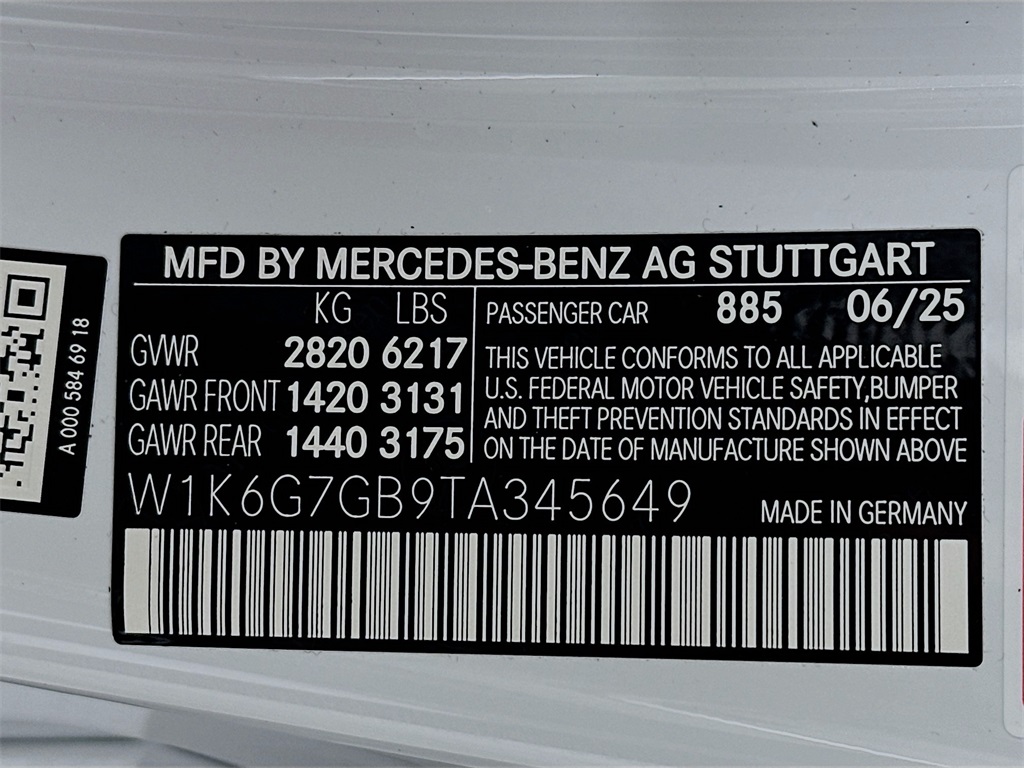 MFD BY MERCEDES-BENZ AG STUTTGART
KG LBS
GVWR 2820 6217
GAWR FRONT 1420 3131
GAWR REAR 1440 3175
PASSENGER CAR 885 06/25
THIS VEHICLE CONFORMS TO ALL APPLICABLE
U.S. FEDERAL MOTOR VEHICLE SAFETY,BUMPER
AND THEFT PREVENTION STANDARDS IN EFFECT
ON THE DATE OF MANUFACTURE SHOWN ABOVE
W1K6G7GB9TA345649
MADE IN GERMANY
A 000 584 69 18